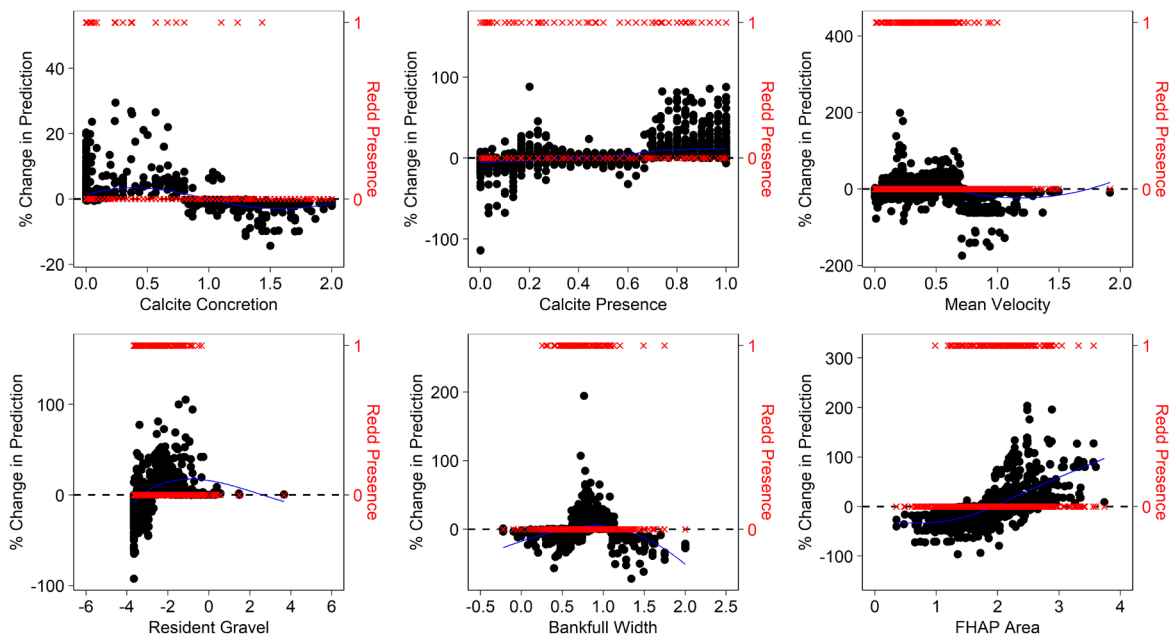 % Change in Prediction
40
20
0
-20
0.0 0.5 1.0 1.5 2.0
Calcite Concretion
1
0
Redd Presence
% Change in Prediction
100
0
-100
0.0 0.2 0.4 0.6 0.8 1.0
Calcite Presence
1
0
Redd Presence
% Change in Prediction
400
200
0
-200
0.0 0.5 1.0 1.5 2.0
Mean Velocity
1
0
Redd Presence
% Change in Prediction
100
50
0
-100
-6 -4 -2 0 2 4 6
Resident Gravel
1
0
Redd Presence
% Change in Prediction
200
100
0
-0.5 0.0 0.5 1.0 1.5 2.0 2.5
Bankfull Width
1
0
Redd Presence
% Change in Prediction
300
200
100
0
-100
0 1 2 3 4
FHAP Area
1
0
Redd Presence